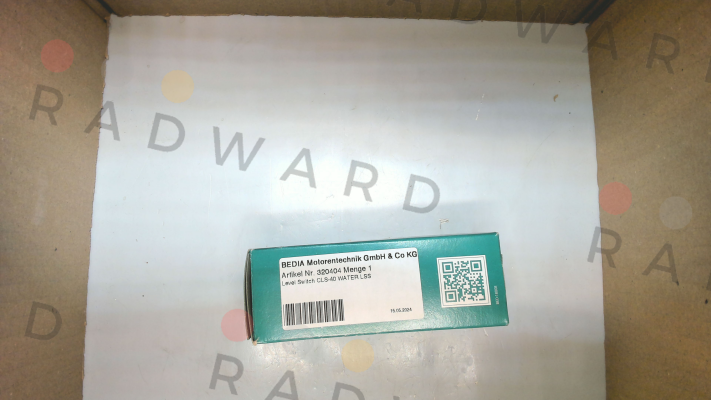 RADWARD
RADWARD
BEDIA Motorentechnik GmbH & Co KG
Artikel Nr. 320404 Menge 1
Level Switch CLS-40 WATER LSS
15.05.2024
D
RADWARD